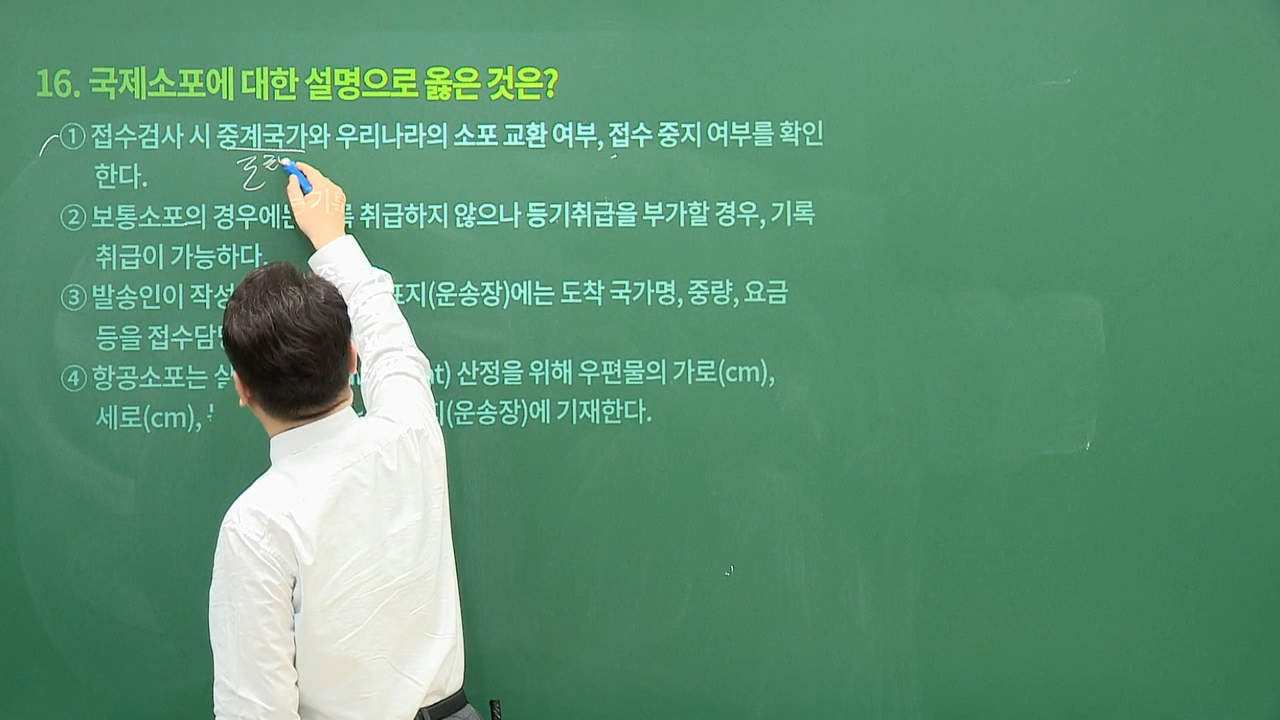 16. 국제소포에 대한 설명으로 옳은 것은?
① 접수검사 시 중계국가와 우리나라의 소포 교환 여부, 접수 중지 여부를 확인
한다.
② 보통소포의 경우에는 기록 취급하지 않으나 등기취급을 부가할 경우, 기록
취급이 가능하다.
③ 발송인이 작성 표지(운송장)에는 도착 국가명, 중량, 요금
등을 접수담
④ 항공소포는 산정을 위해 우편물의 가로(cm),
세로(cm), (운송장)에 기재한다.